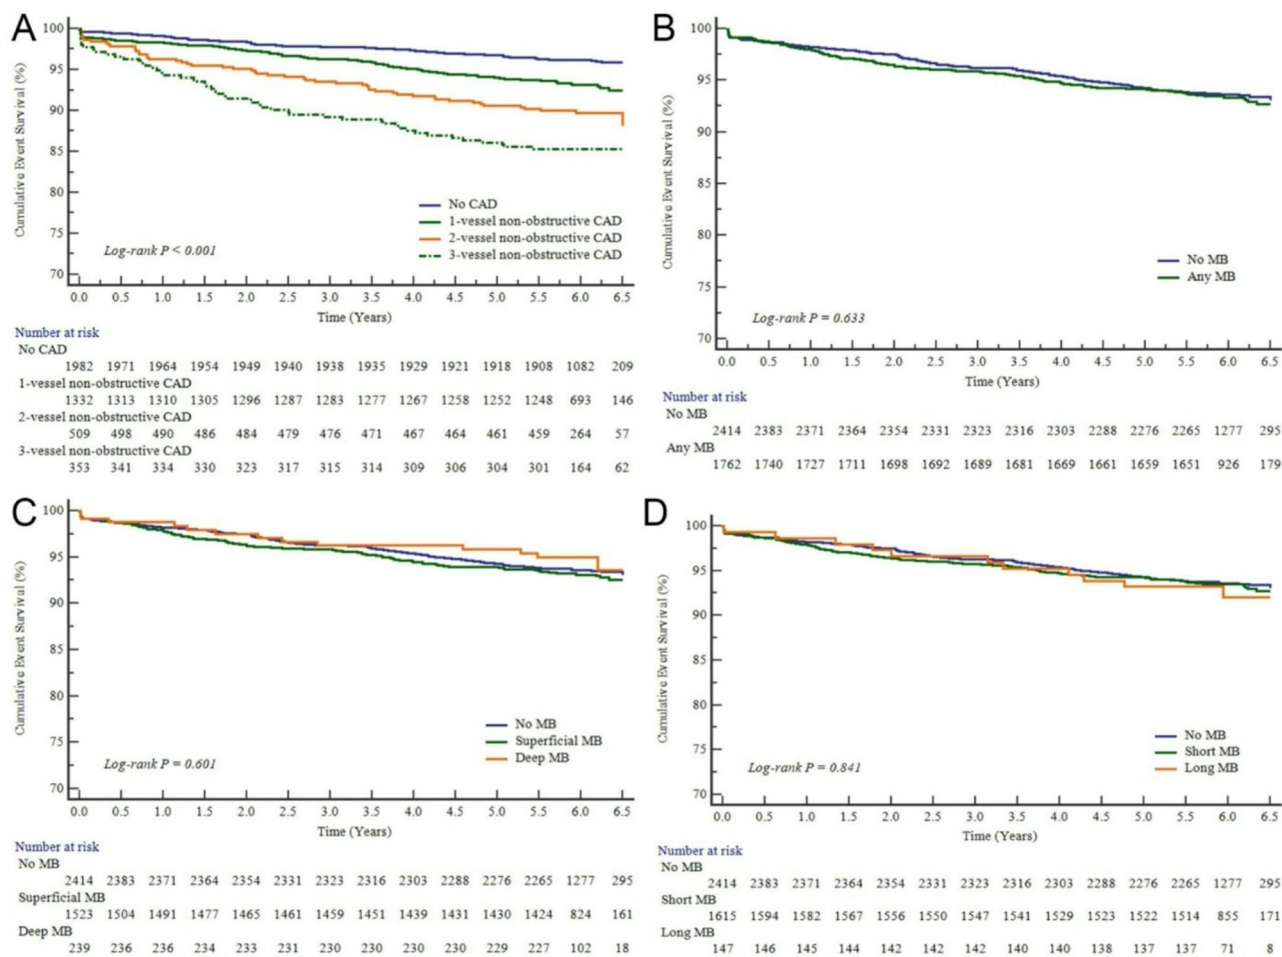 A
100
95
90
85
80
75
70
Cumulative Event Survival (%)
No CAD
1-vessel non-obstructive CAD
2-vessel non-obstructive CAD
3-vessel non-obstructive CAD
Log-rank P < 0.001
0.0 0.5 1.0 1.5 2.0 2.5 3.0 3.5 4.0 4.5 5.0 5.5 6.0 6.5
Time (Years)
Number at risk
No CAD
1982 1971 1964 1954 1949 1940 1938 1935 1929 1921 1918 1908 1082 209
1-vessel non-obstructive CAD
1332 1313 1310 1305 1296 1287 1283 1277 1267 1258 1252 1248 693 146
2-vessel non-obstructive CAD
509 498 490 486 484 479 476 471 467 464 461 459 264 57
3-vessel non-obstructive CAD
353 341 334 330 323 317 315 314 309 306 304 301 164 62
B
100
95
90
85
80
75
70
Cumulative Event Survival (%)
No MB
Any MB
Log-rank P = 0.633
0.0 0.5 1.0 1.5 2.0 2.5 3.0 3.5 4.0 4.5 5.0 5.5 6.0 6.5
Time (Years)
Number at risk
No MB
2414 2383 2371 2364 2354 2331 2323 2316 2303 2288 2276 2265 1277 295
Any MB
1762 1740 1727 1711 1698 1692 1689 1681 1669 1661 1659 1651 926 179
C
100
95
90
85
80
75
70
Cumulative Event Survival (%)
No MB
Superficial MB
Deep MB
Log-rank P = 0.601
0.0 0.5 1.0 1.5 2.0 2.5 3.0 3.5 4.0 4.5 5.0 5.5 6.0 6.5
Time (Years)
Number at risk
No MB
2414 2383 2371 2364 2354 2331 2323 2316 2303 2288 2276 2265 1277 295
Superficial MB
1523 1504 1491 1477 1465 1461 1459 1451 1439 1431 1430 1424 824 161
Deep MB
239 236 236 234 233 231 230 230 230 230 229 227 102 18
D
100
95
90
85
80
75
70
Cumulative Event Survival (%)
No MB
Short MB
Long MB
Log-rank P = 0.841
0.0 0.5 1.0 1.5 2.0 2.5 3.0 3.5 4.0 4.5 5.0 5.5 6.0 6.5
Time (Years)
Number at risk
No MB
2414 2383 2371 2364 2354 2331 2323 2316 2303 2288 2276 2265 1277 295
Short MB
1615 1594 1582 1567 1556 1550 1547 1541 1529 1523 1522 1514 855 171
Long MB
147 146 145 144 142 142 142 140 140 138 137 137 71 8